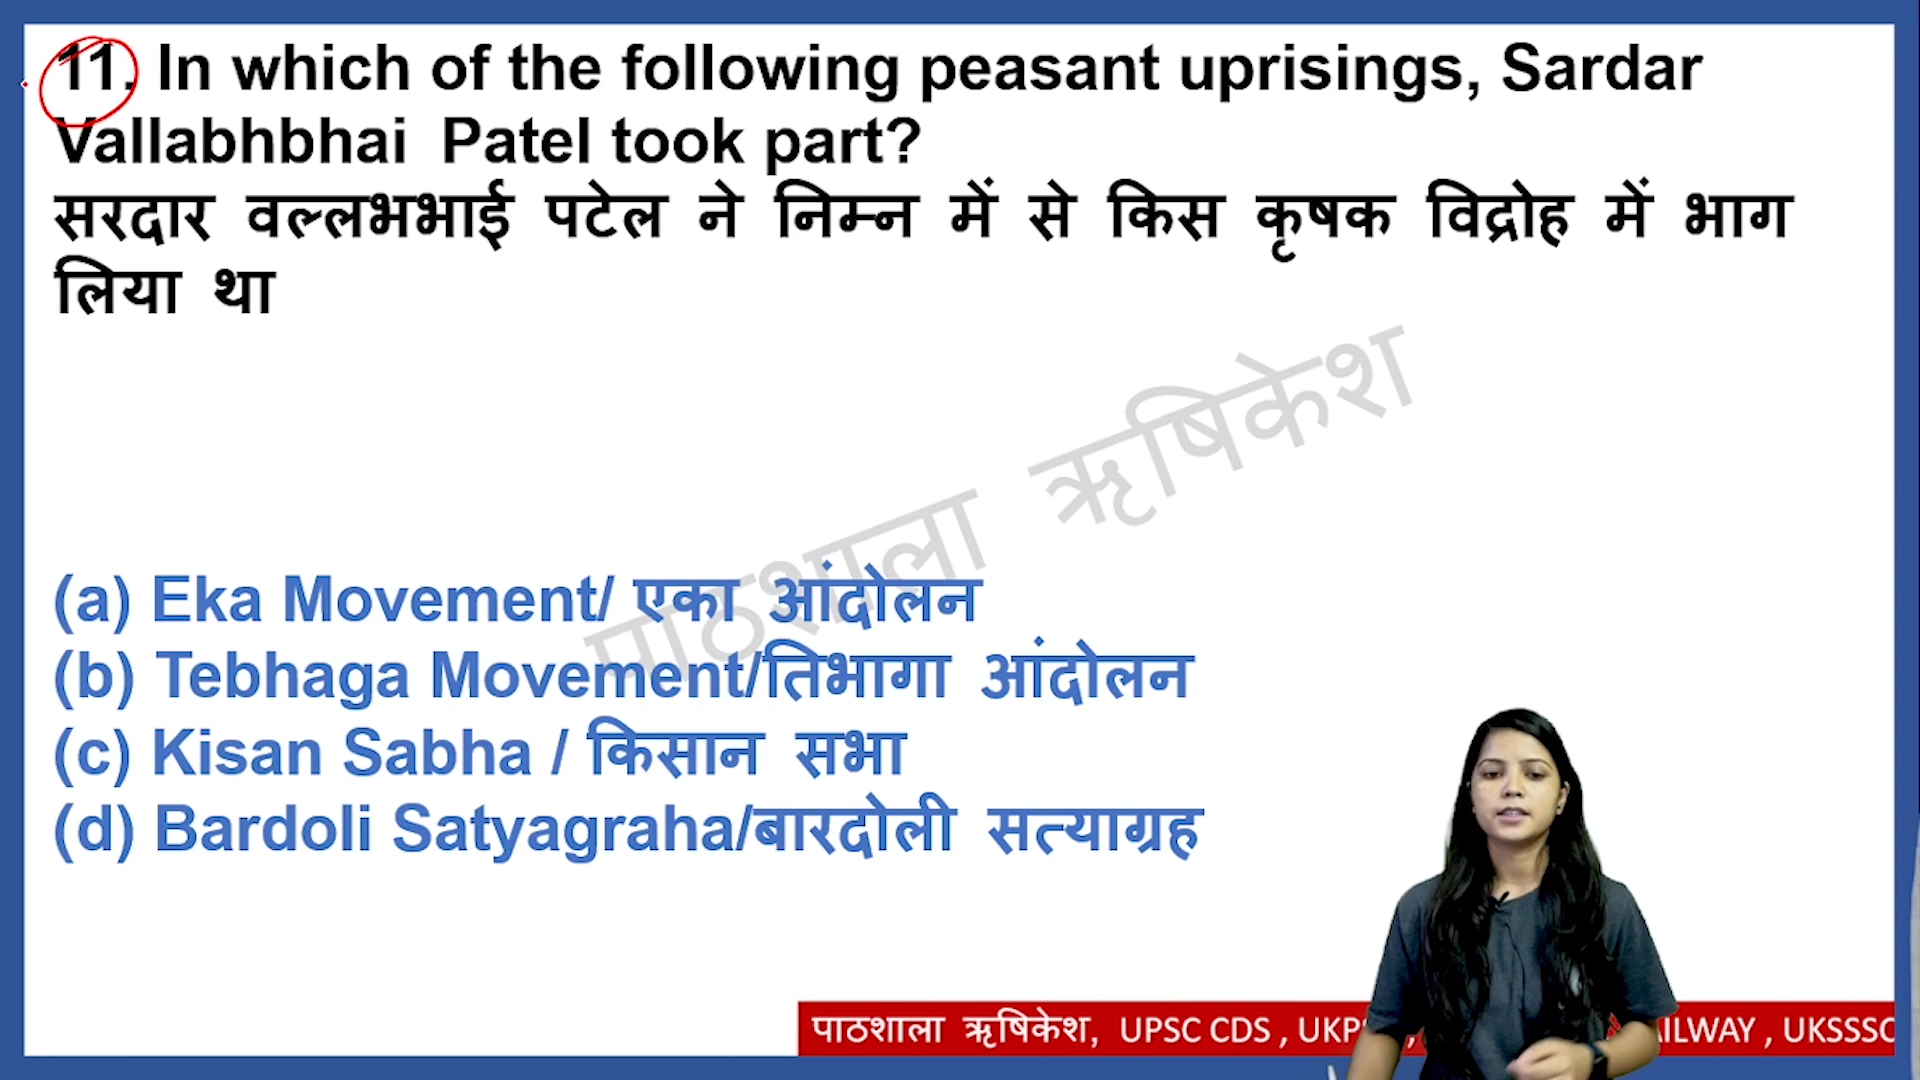 11. In which of the following peasant uprisings, Sardar
Vallabhbhai Patel took part?
सरदार वल्लभभाई पटेल ने निम्न में से किस कृषक विद्रोह में भाग
लिया था
पाठशाला ऋषिकेश
(a) Eka Movement/ एका आंदोलन
(b) Tebhaga Movement/तिभागा आंदोलन
(c) Kisan Sabha / किसान सभा
(d) Bardoli Satyagraha/बारदोली सत्याग्रह
पाठशाला ऋषिकेश, UPSC CDS , , UKSSSC